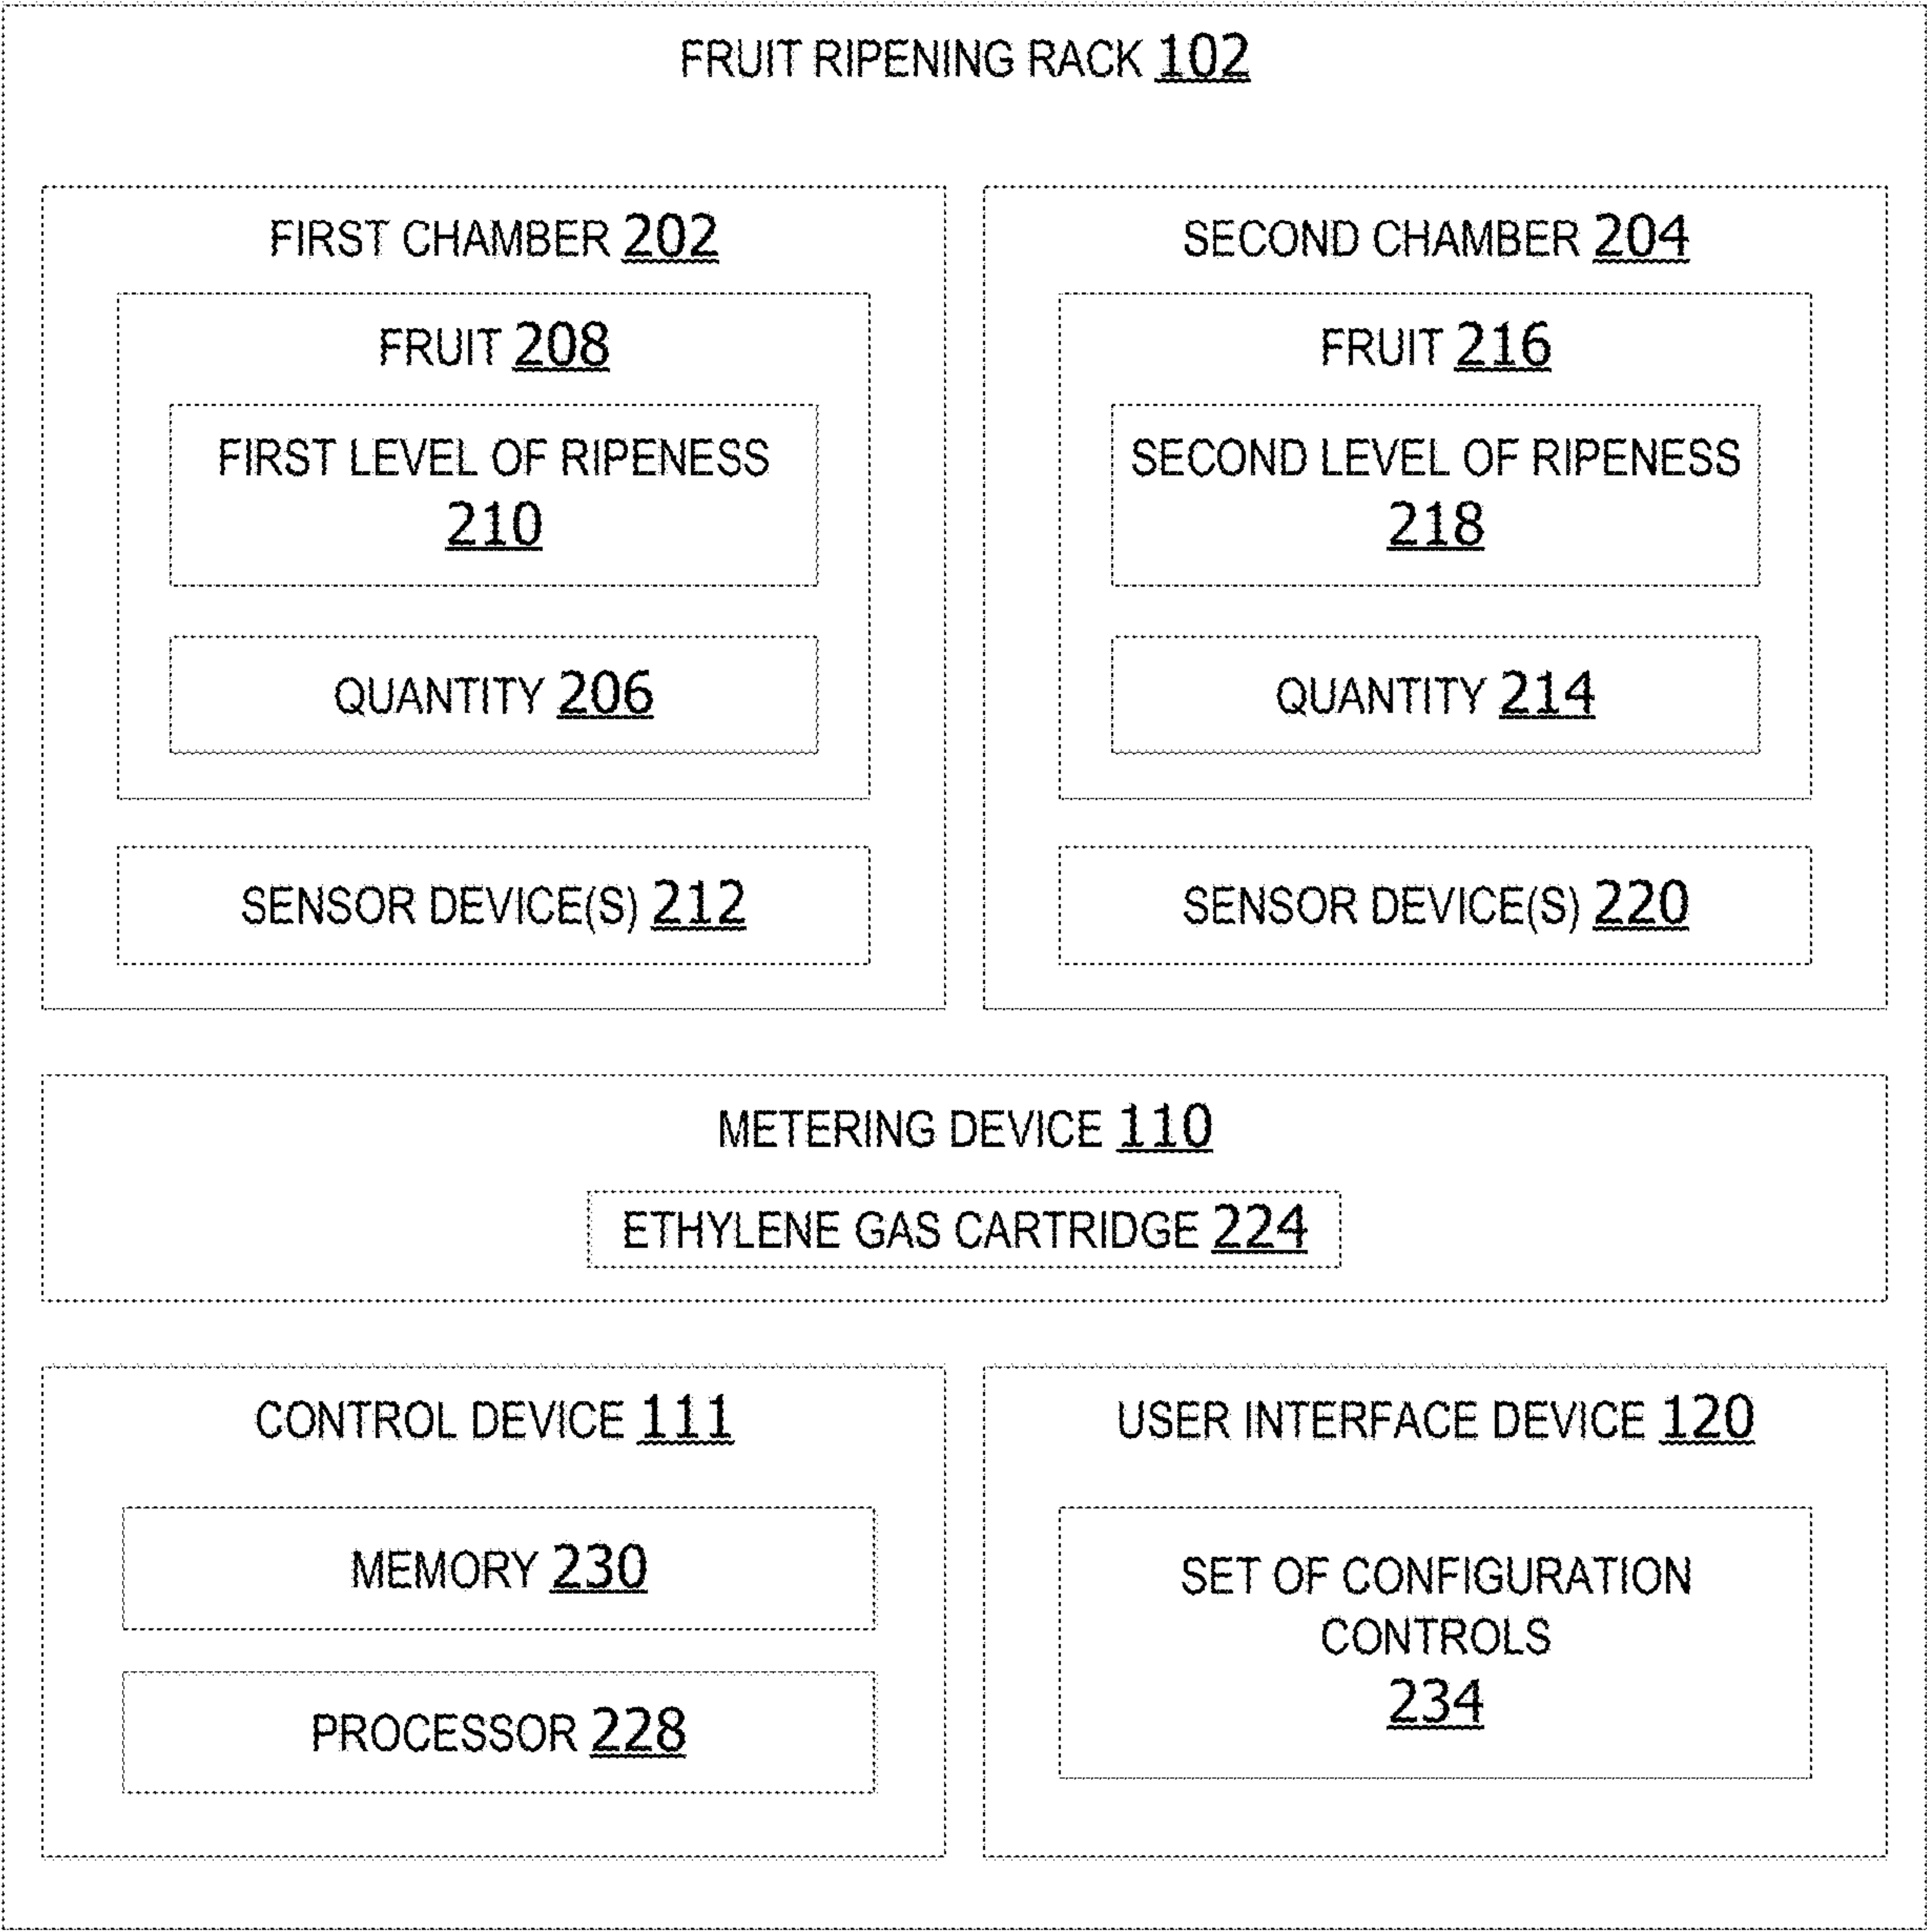 FRUIT RIPENING RACK 102
FIRST CHAMBER 202
FRUIT 208
FIRST LEVEL OF RIPENESS
210
QUANTITY 206
SENSOR DEVICE(S) 212
SECOND CHAMBER 204
FRUIT 216
SECOND LEVEL OF RIPENESS
218
QUANTITY 214
SENSOR DEVICE(S) 220
METERING DEVICE 110
ETHYLENE GAS CARTRIDGE 224
CONTROL DEVICE 111
MEMORY 230
PROCESSOR 228
USER INTERFACE DEVICE 120
SET OF CONFIGURATION
CONTROLS
234